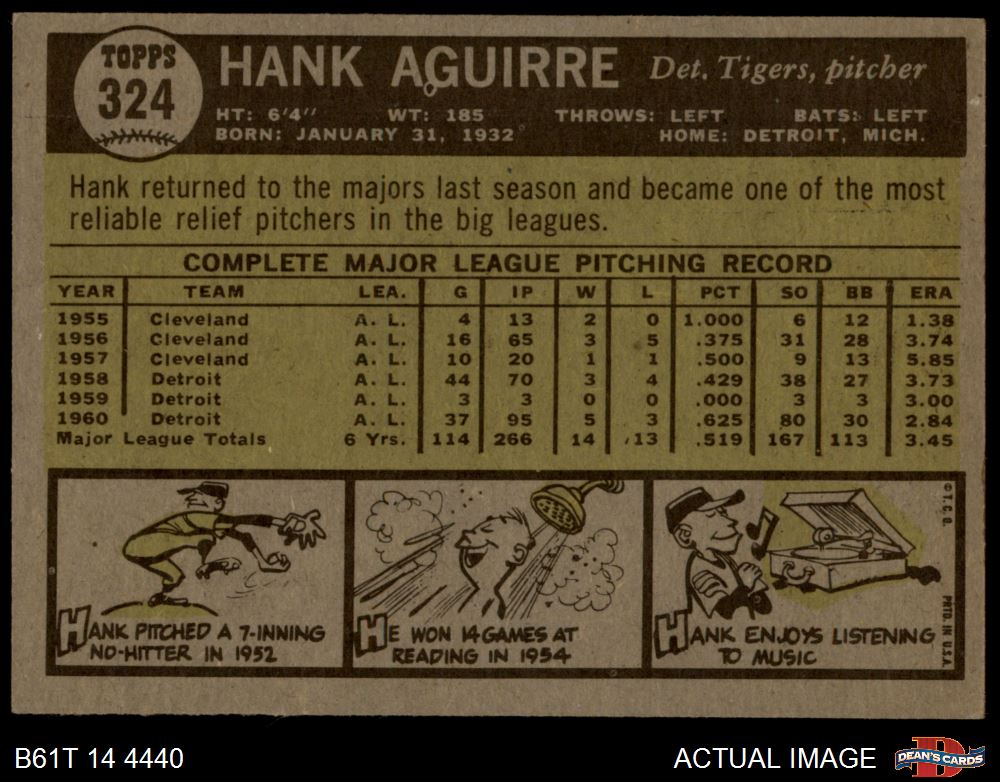 TOPPS
324
HANK AGUIRRE Det. Tigers, pitcher
HT: 6'4" WT: 185 THROWS: LEFT BATS: LEFT
BORN: JANUARY 31, 1932 HOME: DETROIT, MICH.
Hank returned to the majors last season and became one of the most
reliable relief pitchers in the big leagues.
COMPLETE MAJOR LEAGUE PITCHING RECORD
YEAR TEAM LEA. G IP W L PCT SO BB ERA
1955 Cleveland A. L. 4 13 2 0 1.000 6 12 1.38
1956 Cleveland A. L. 16 65 3 5 .375 31 28 3.74
1957 Cleveland A. L. 10 20 1 1 .500 9 13 5.85
1958 Detroit A. L. 44 70 3 4 .429 38 27 3.73
1959 Detroit A. L. 3 3 0 0 .000 3 3 3.00
1960 Detroit A. L. 37 95 5 3 .625 80 30 2.84
Major League Totals 6 Yrs. 114 266 14 13 .519 167 113 3.45
HANK PITCHED A 7-INNING
NO-HITTER IN 1952
HE WON 14 GAMES AT
READING IN 1954
HANK ENJOYS LISTENING
TO MUSIC
© T. C. G.
PRTD. IN U.S.A.
B61T 14 4440
ACTUAL IMAGE
D
DEAN'S CARDS